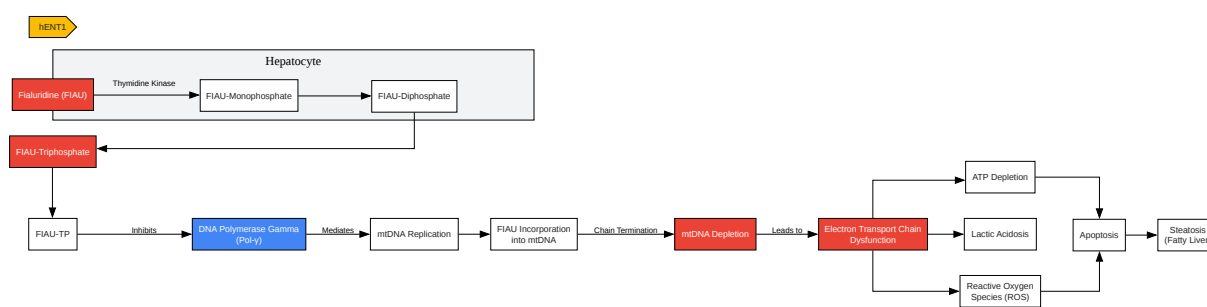 hENT1
Hepatocyte
Thymidine Kinase
Fialuridine (FIAU)
FIAU-Monophosphate
FIAU-Diphosphate
FIAU-Triphosphate
ATP Depletion
FIAU-TP
Inhibits
DNA Polymerase Gamma
(Pol-γ)
Mediates
mtDNA Replication
FIAU Incorporation
into mtDNA
Chain Termination
mtDNA Depletion
Leads to
Electron Transport Chain
Dysfunction
Lactic Acidosis
Apoptosis
Steatosis
(Fatty Liver
Reactive Oxygen
Species (ROS)